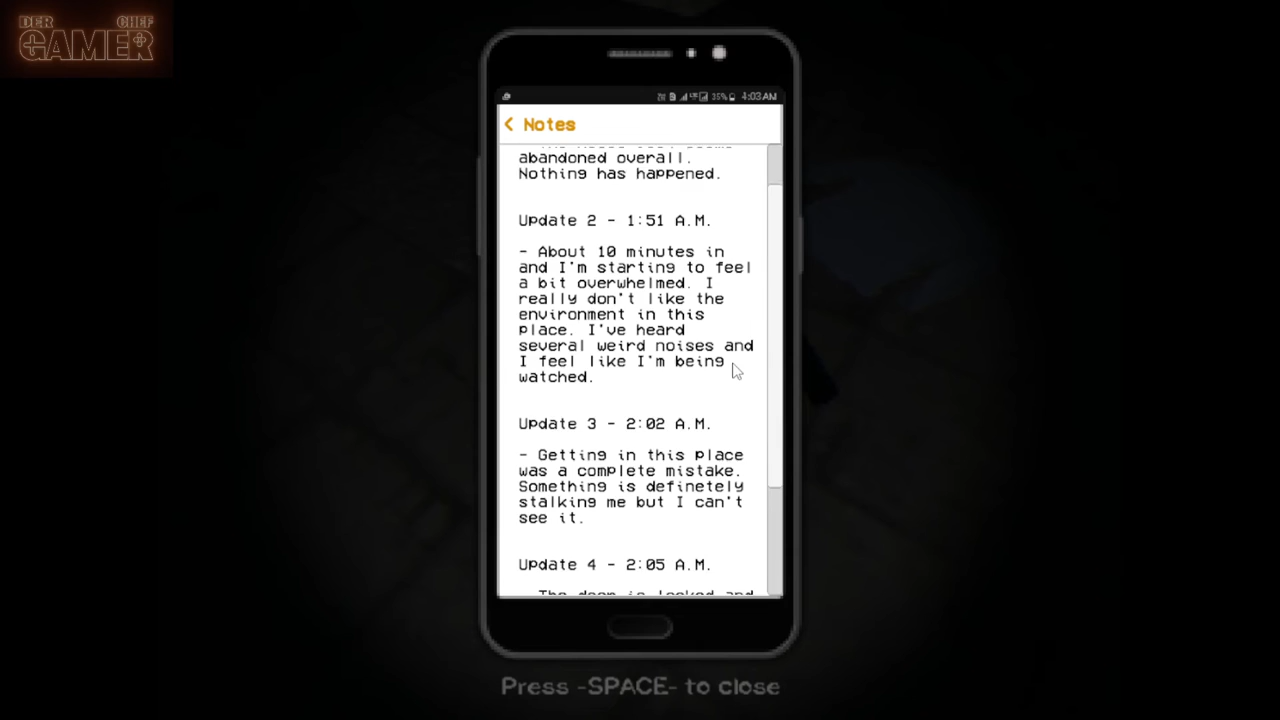 DER CHEF
GAMER
35% 4:03AM
< Notes
abandoned overall.
Nothing has happened.
Update 2 - 1:51 A.M.
- About 10 minutes in
and I'm starting to feel
a bit overwhelmed. I
really don't like the
environment in this
place. I've heard
several weird noises and
I feel like I'm being
watched.
Update 3 - 2:02 A.M.
- Getting in this place
was a complete mistake.
Something is definetely
stalking me but I can't
see it.
Update 4 - 2:05 A.M.
Press -SPACE- to close